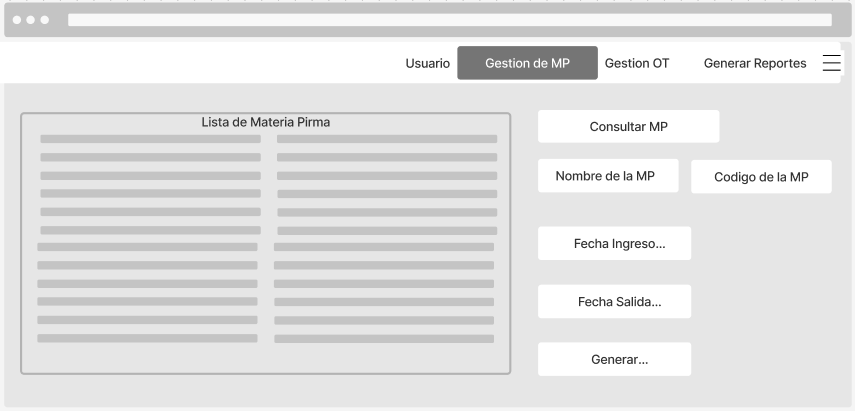 Usuario
Gestion de MP
Gestion OT
Generar Reportes
Lista de Materia Pirma
Consultar MP
Nombre de la MP
Codigo de la MP
Fecha Ingreso...
Fecha Salida...
Generar...